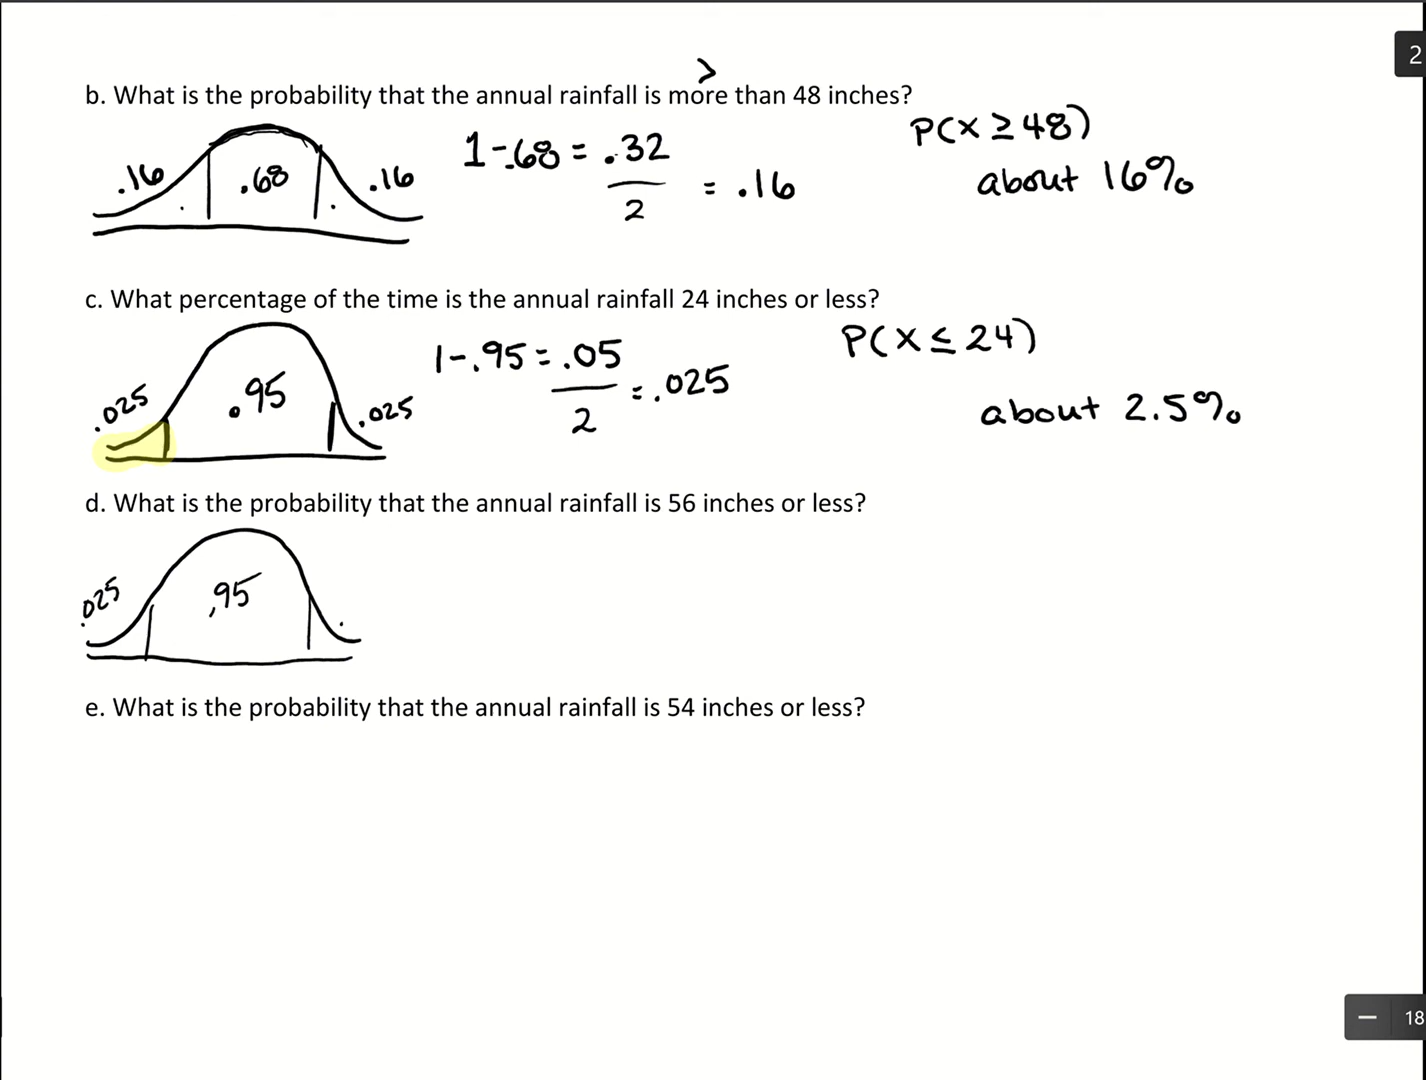 2
>
b. What is the probability that the annual rainfall is more than 48 inches?
P(X ≥ 48)
1-.68 = .32
2
= .16
about 16%
.16 .68 .16
c. What percentage of the time is the annual rainfall 24 inches or less?
P(X ≤ 24)
1-.95 = .05
2
= .025
about 2.5%
.025 .95 .025
d. What is the probability that the annual rainfall is 56 inches or less?
.025 .95
e. What is the probability that the annual rainfall is 54 inches or less?
18